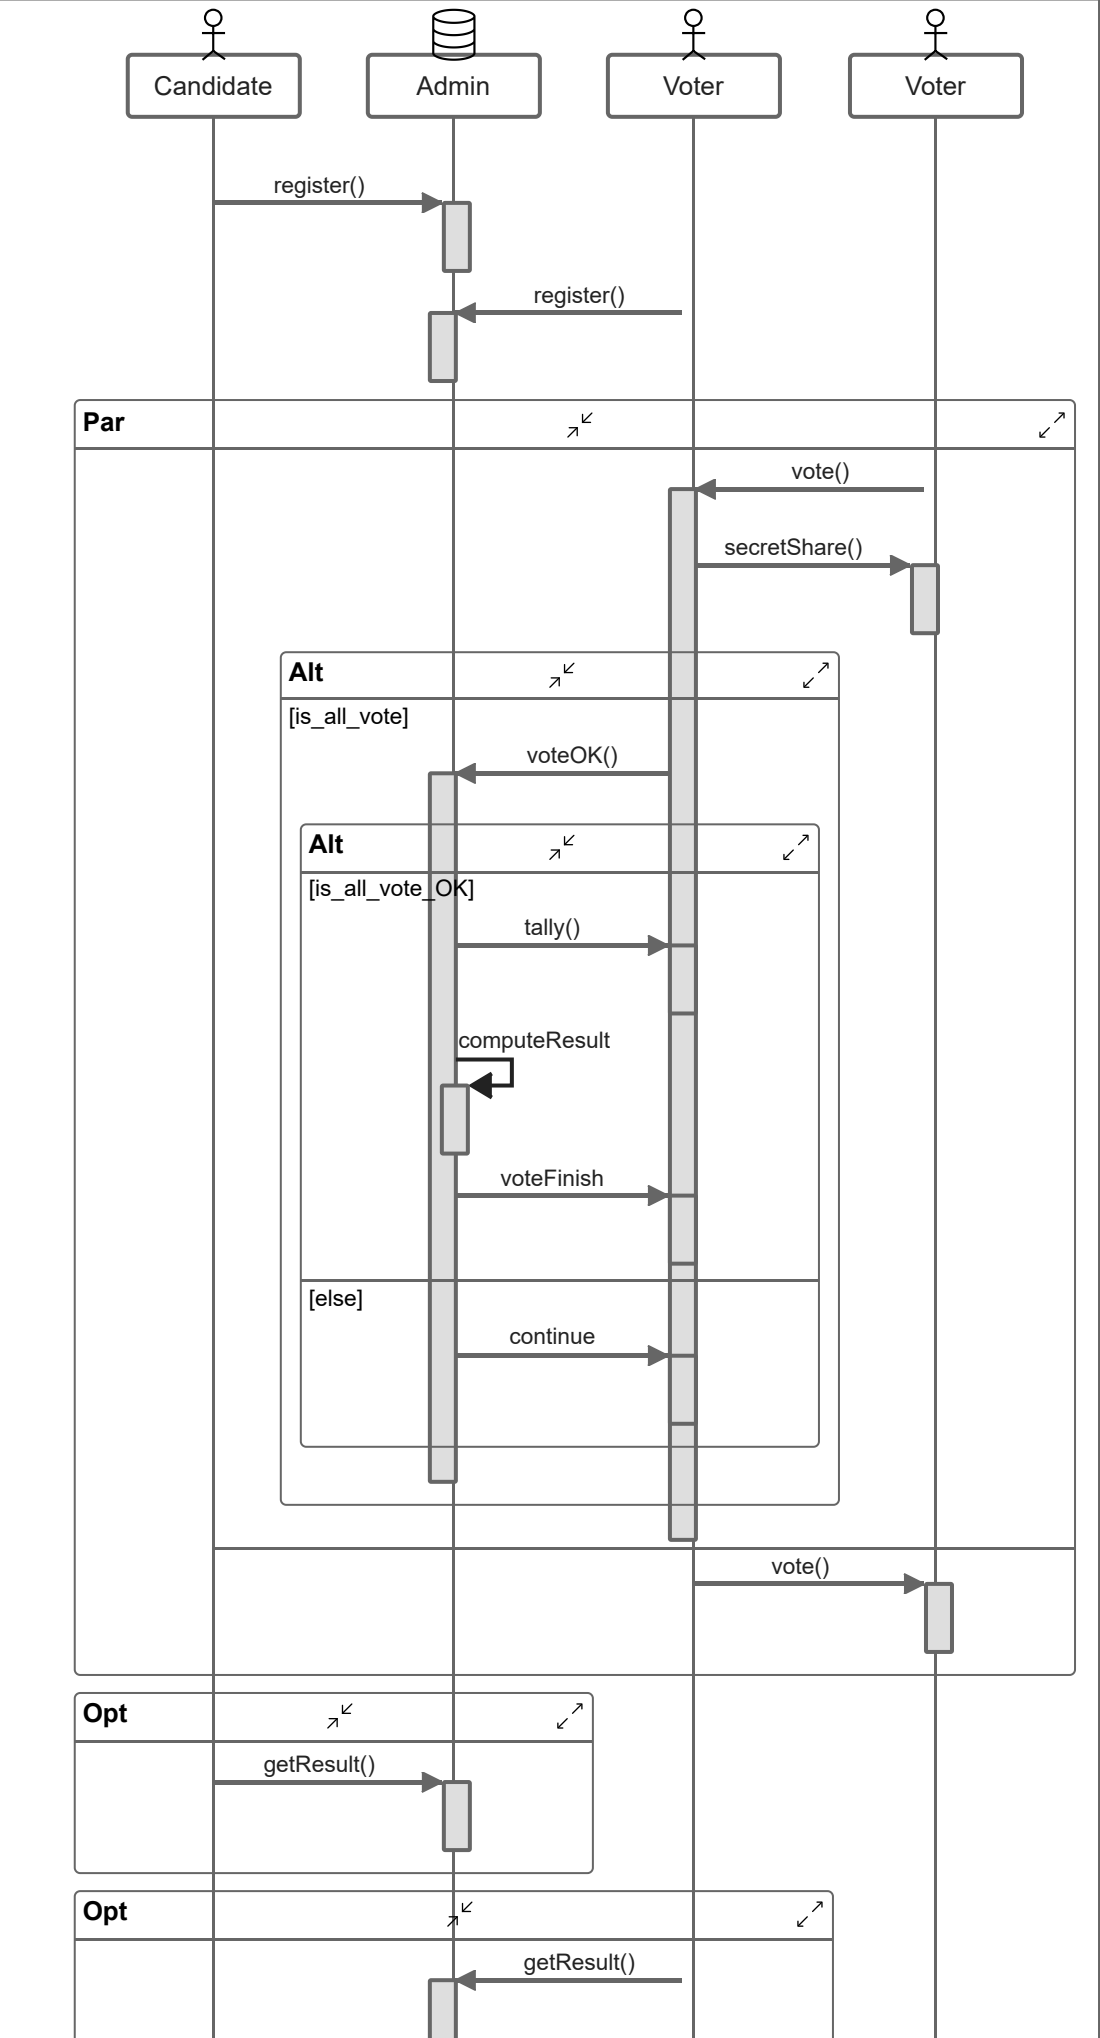 Candidate
Admin
Voter
Voter
register()
register()
Par
vote()
secretShare()
Alt
[is_all_vote]
voteOK()
Alt
[is_all_vote_OK]
tally()
computeResult
voteFinish
[else]
continue
vote()
Opt
getResult()
Opt
getResult()